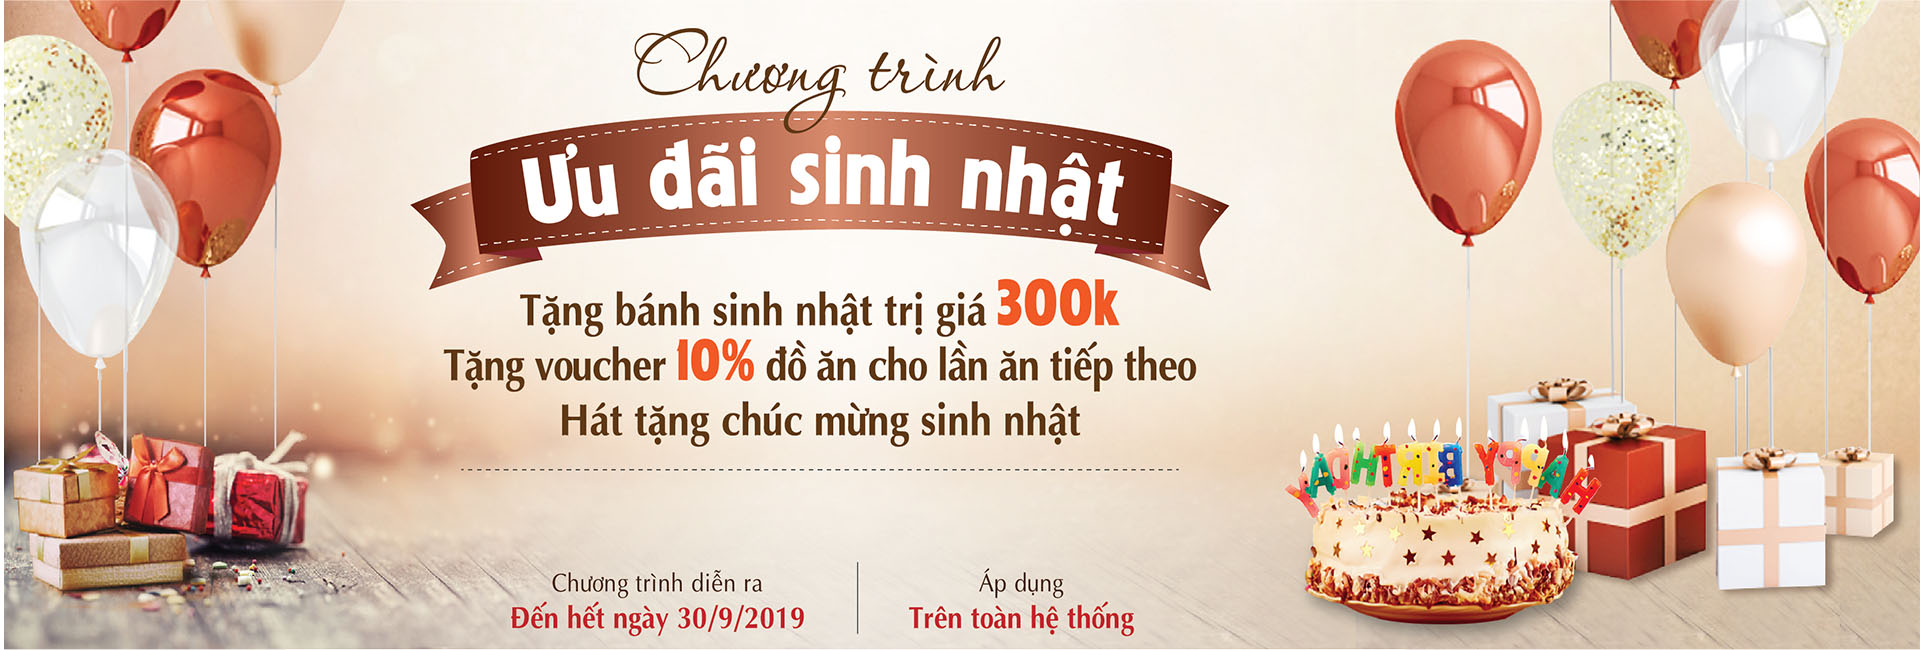 Chương trình
Ưu đãi sinh nhật
Tặng bánh sinh nhật trị giá 300k
Tặng voucher 10% đồ ăn cho lần ăn tiếp theo
Hát tặng chúc mừng sinh nhật
HAPPY BIRTHDAY
Chương trình diễn ra
Đến hết ngày 30/9/2019
Áp dụng
Trên toàn hệ thống